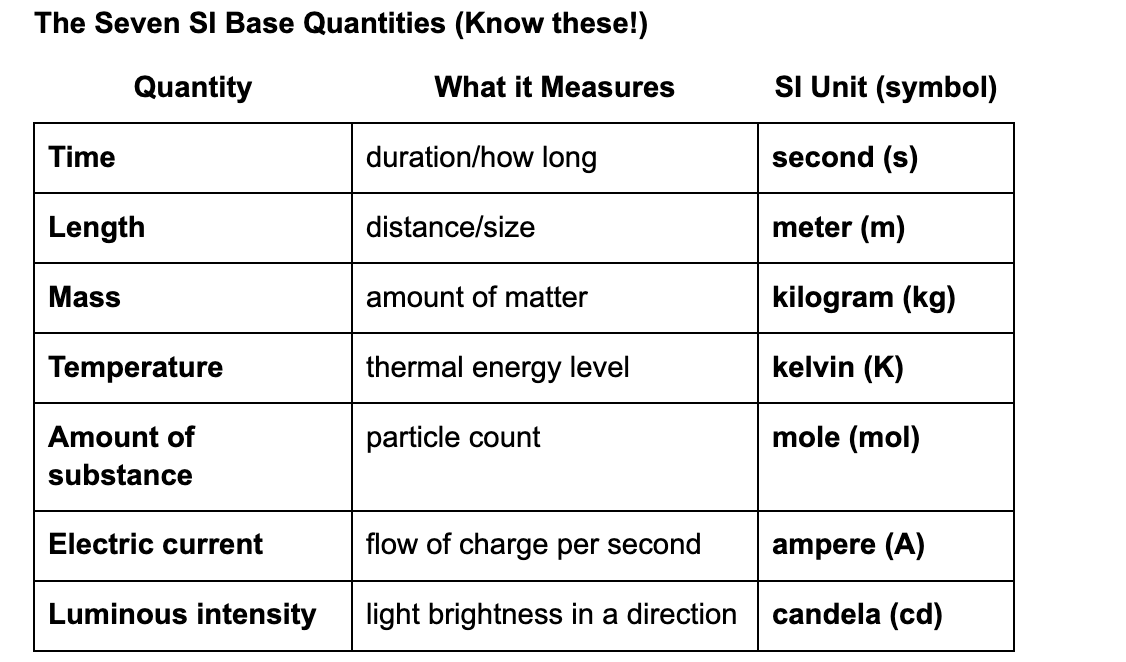 The Seven SI Base Quantities (Know these!)
Quantity What it Measures SI Unit (symbol)
Time duration/how long second (s)
Length distance/size meter (m)
Mass amount of matter kilogram (kg)
Temperature thermal energy level kelvin (K)
Amount of particle count mole (mol)
substance
Electric current flow of charge per second ampere (A)
Luminous intensity light brightness in a direction candela (cd)